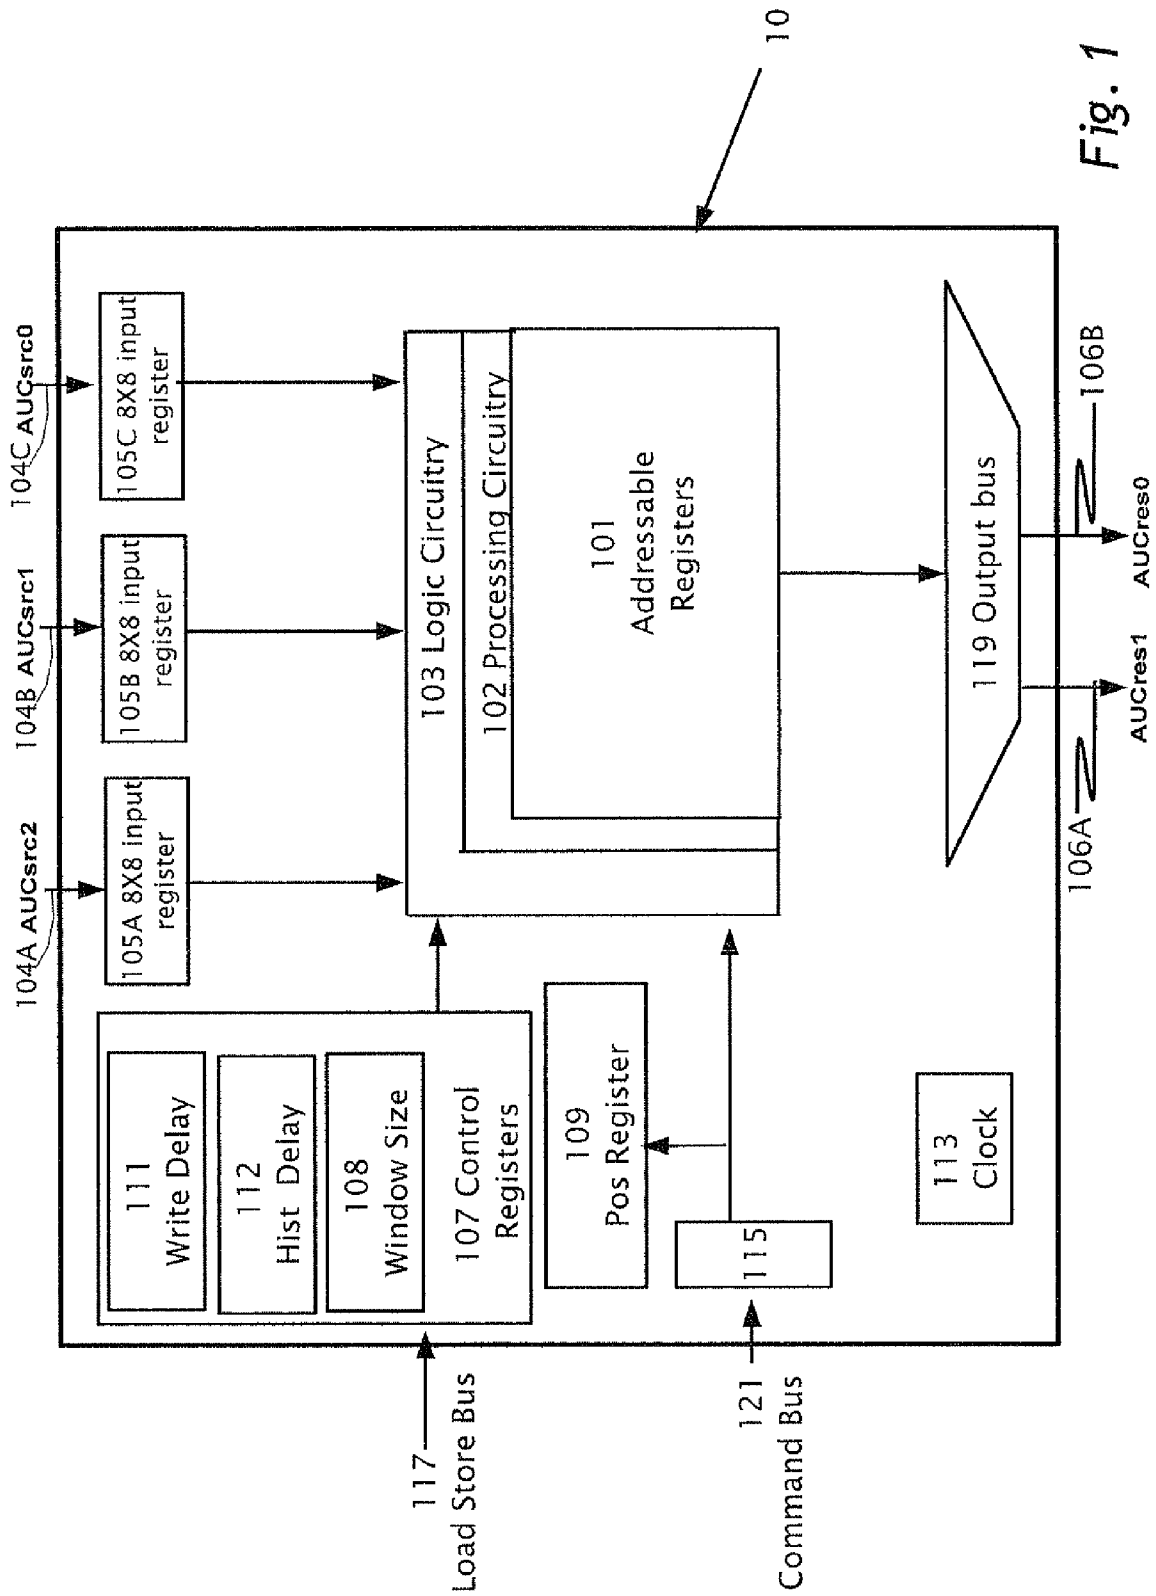 104A AUCsrc2
104B AUCsrc1
104C AUCsrc0
105A 8X8 input
register
105B 8X8 input
register
105C 8X8 input
register
111
Write Delay
112
Hist Delay
108
Window Size
107 Control
Registers
117
Load Store Bus
103 Logic Circuitry
102 Processing Circuitry
101
Addressable
Registers
109
Pos Register
115
121
Command Bus
113
Clock
119 Output bus
106A
106B
AUCres1
AUCres0
10
Fig. 1